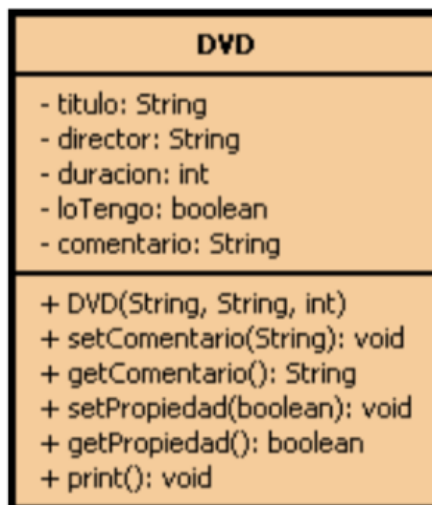 DVD
- titulo: String
- director: String
- duracion: int
- loTengo: boolean
- comentario: String
+ DVD(String, String, int)
+ setComentario(String): void
+ getComentario(): String
+ setPropiedad(boolean): void
+ getPropiedad(): boolean
+ print(): void